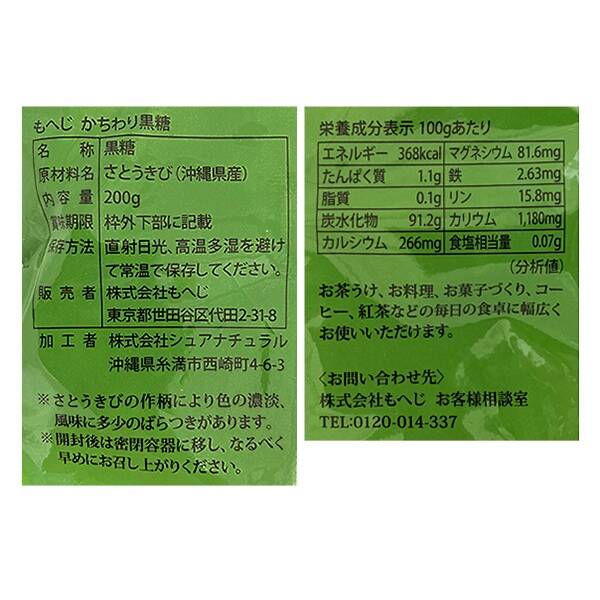 もへじ かちわり黒糖
名 称 黒糖
原材料名 さとうきび(沖縄県産)
内容量 200g
賞味期限 枠外下部に記載
保存方法 直射日光、高温多湿を避け
て常温で保存してください。
販売者 株式会社もへじ
東京都世田谷区代田2-31-8
加工者 株式会社シュアナチュラル
沖縄県糸満市西崎町4-6-3
※さとうきびの作柄により色の濃淡、
風味に多少のばらつきがあります。
※開封後は密閉容器に移し、なるべく
早めにお召し上がりください。
栄養成分表示 100gあたり
エネルギー 368kcal マグネシウム 81.6mg
たんぱく質 1.1g 鉄 2.63mg
脂質 0.1g リン 15.8mg
炭水化物 91.2g カリウム 1,180mg
カルシウム 266mg 食塩相当量 0.07g
(分析値)
お茶うけ、お料理、お菓子づくり、コー
ヒー、紅茶などの毎日の食卓に幅広く
お使いいただけます。
〈お問い合わせ先〉
株式会社もへじ お客様相談室
TEL:0120-014-337